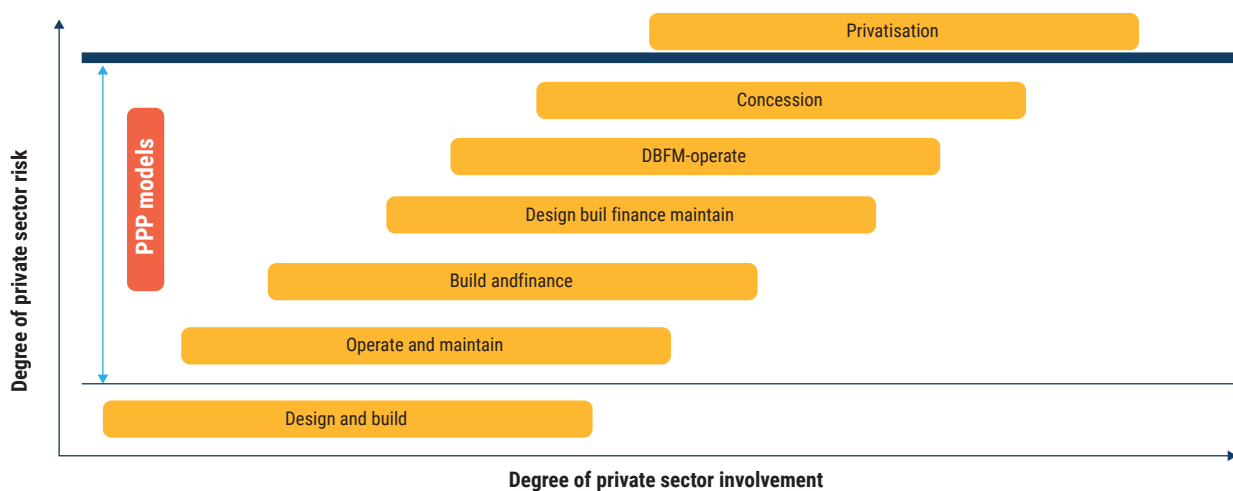 Privatisation
Concession
DBFM-operate
Design buil finance maintain
Build andfinance
Operate and maintain
Design and build
PPP models
Degree of private sector risk
Degree of private sector involvement